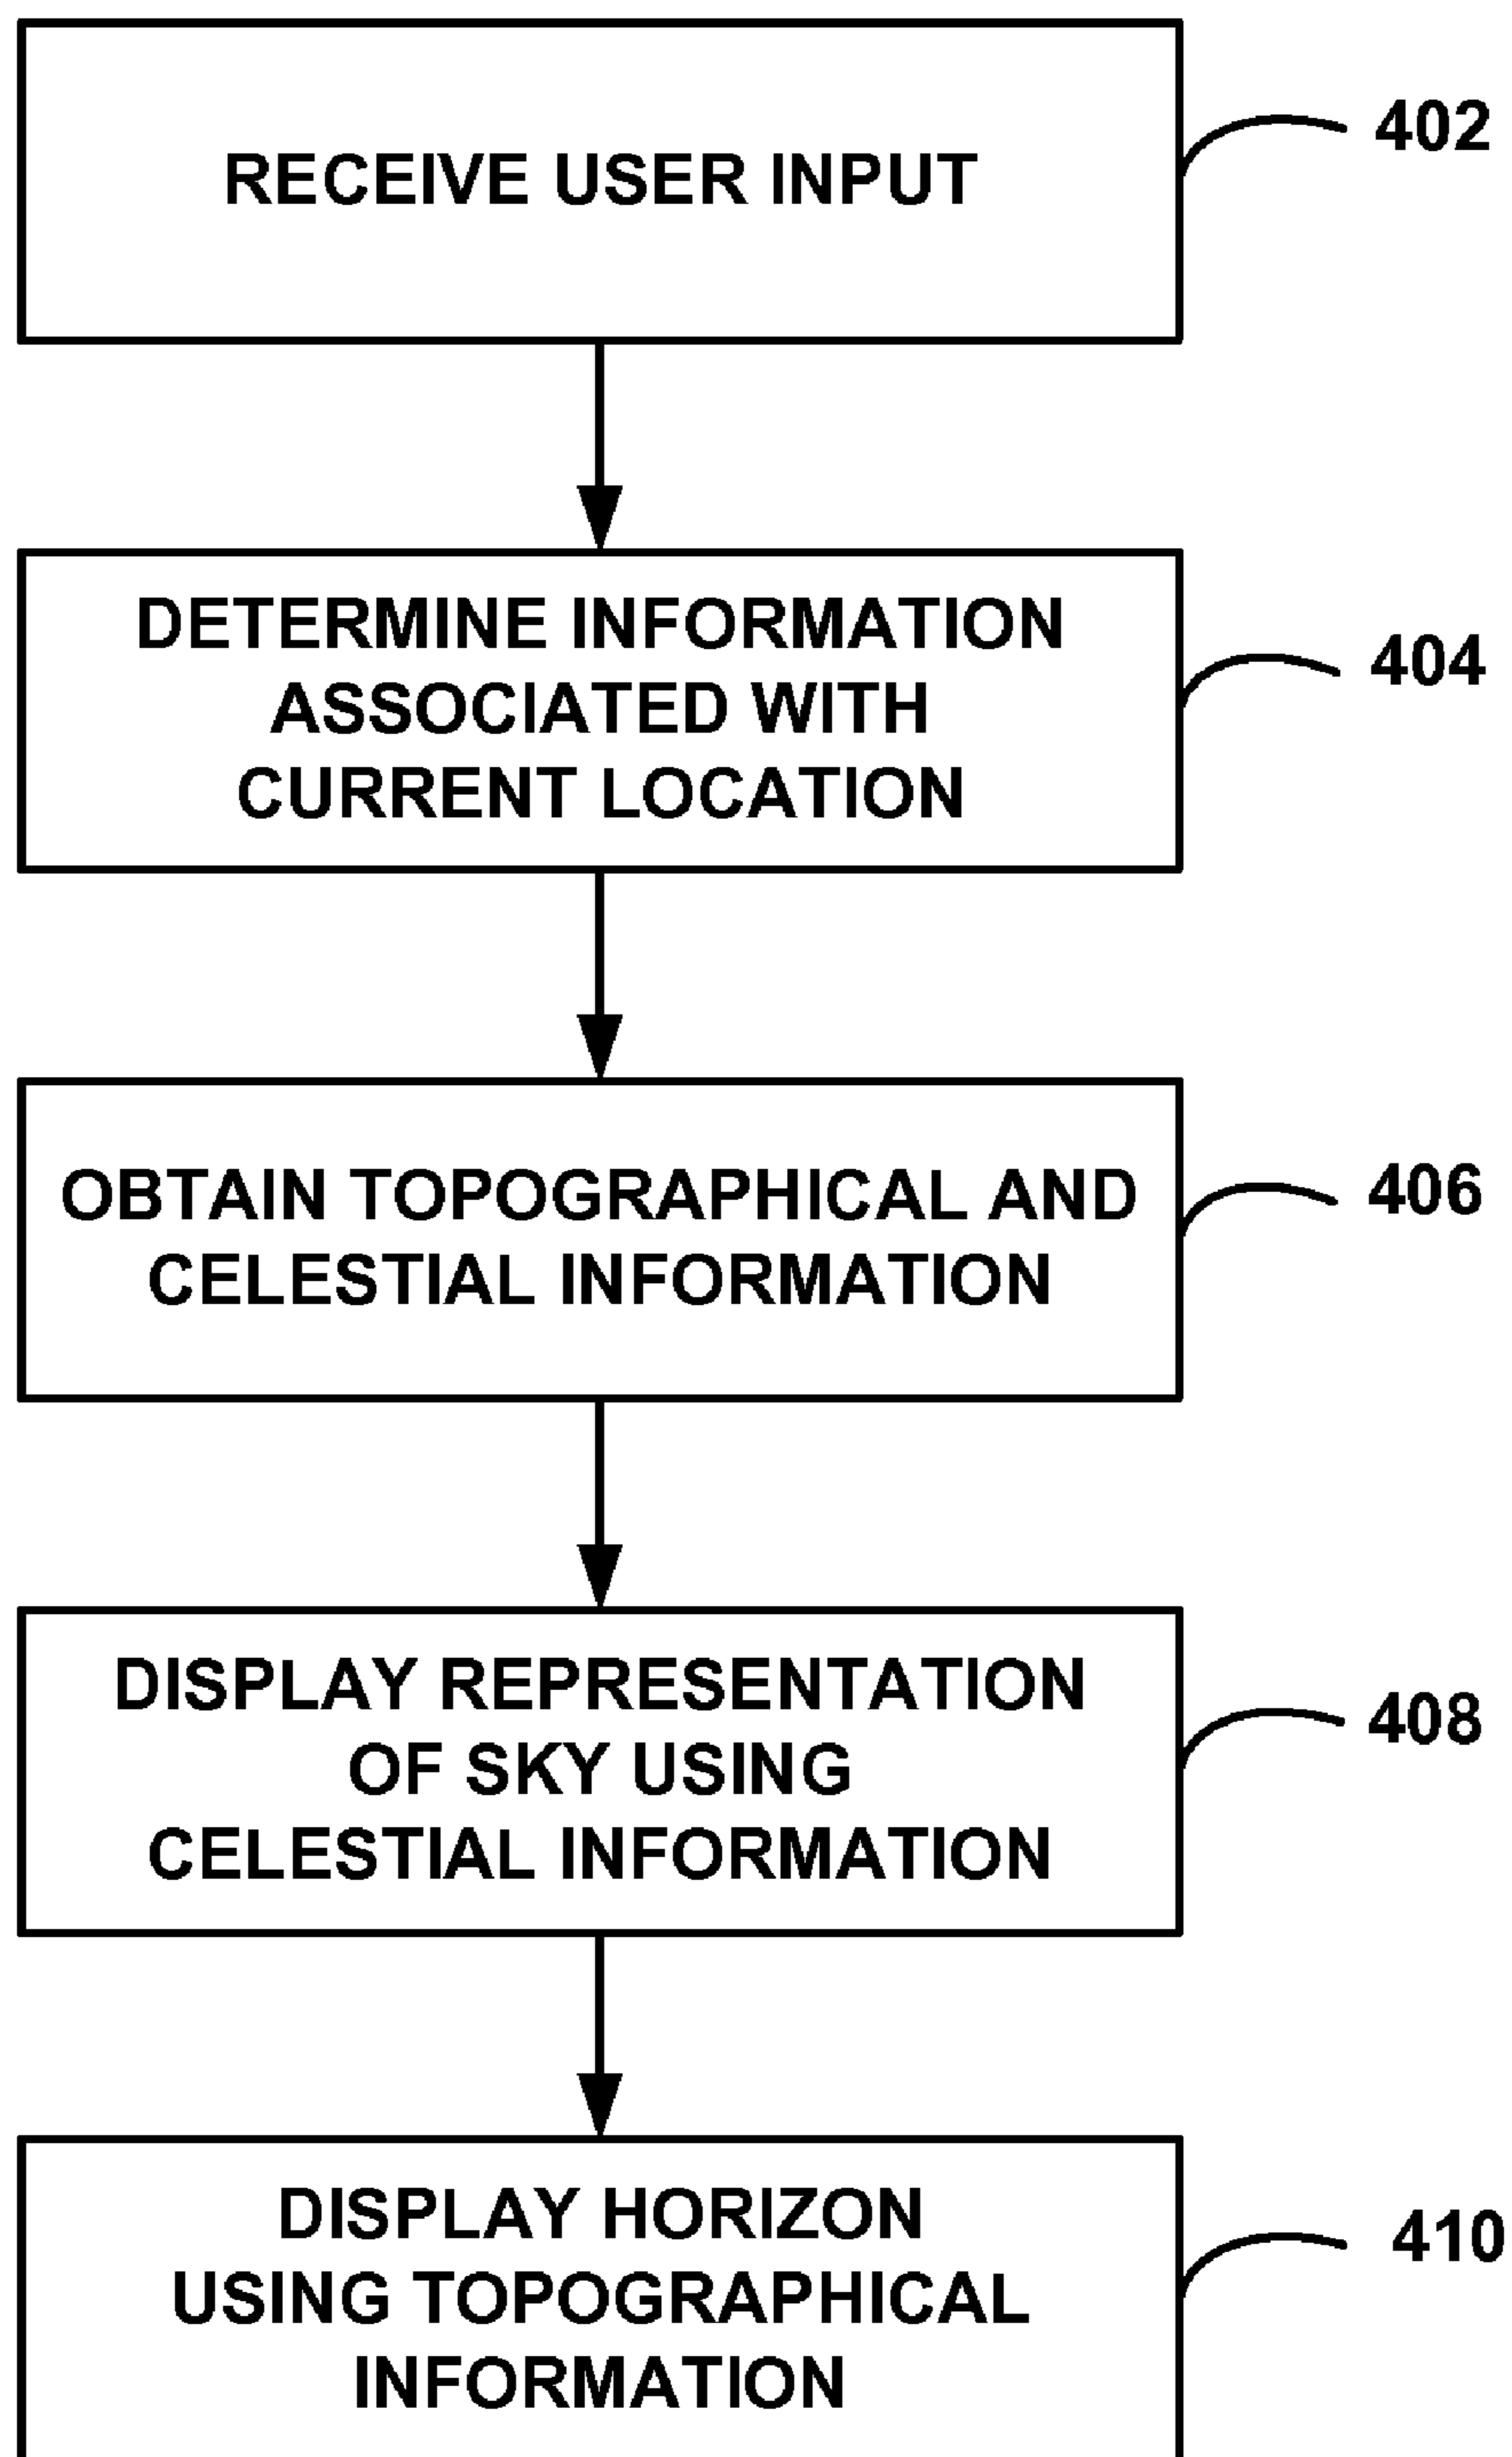 RECEIVE USER INPUT
402
DETERMINE INFORMATION
ASSOCIATED WITH
CURRENT LOCATION
404
OBTAIN TOPOGRAPHICAL AND
CELESTIAL INFORMATION
406
DISPLAY REPRESENTATION
OF SKY USING
CELESTIAL INFORMATION
408
DISPLAY HORIZON
USING TOPOGRAPHICAL
INFORMATION
410